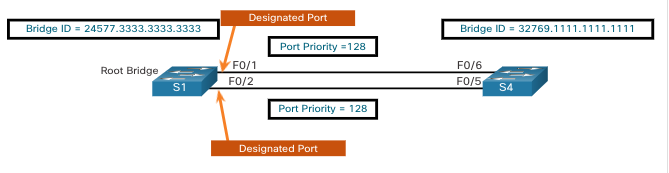 Designated Port
Bridge ID = 24577.3333.3333.3333
Bridge ID = 32769.1111.1111.1111
Port Priority =128
Root Bridge
F0/1
F0/6
S1
F0/2
F0/5
S4
Port Priority = 128
Designated Port